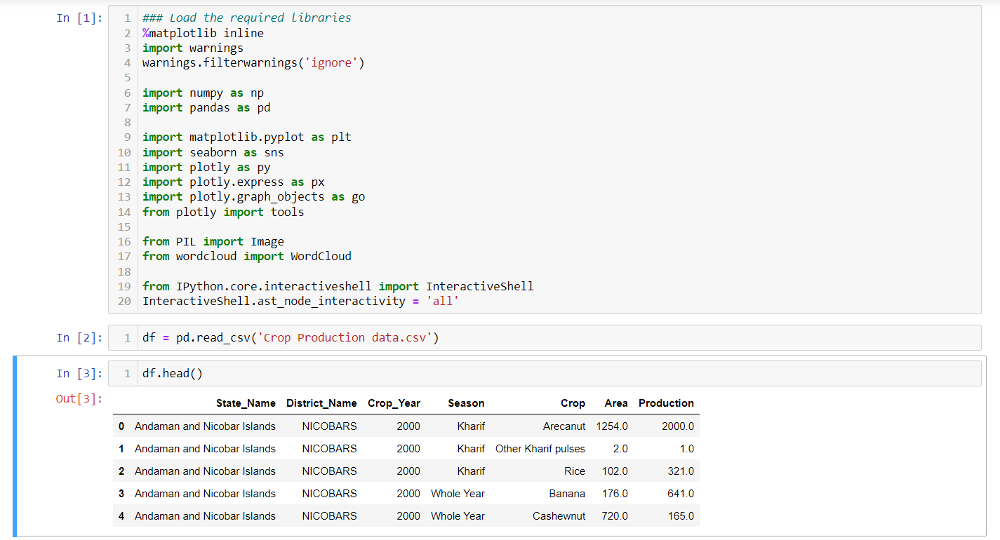 In [1]:
1 ### Load the required libraries
2 %matplotlib inline
3 import warnings
4 warnings.filterwarnings('ignore')
5
6 import numpy as np
7 import pandas as pd
8
9 import matplotlib.pyplot as plt
10 import seaborn as sns
11 import plotly as py
12 import plotly.express as px
13 import plotly.graph_objects as go
14 from plotly import tools
15
16 from PIL import Image
17 from wordcloud import WordCloud
18
19 from IPython.core.interactiveshell import InteractiveShell
20 InteractiveShell.ast_node_interactivity = 'all'
In [2]: 1 df = pd.read_csv('Crop Production data.csv')
In [3]: 1 df.head()
Out[3]:
State_Name District_Name Crop_Year Season Crop Area Production
0 Andaman and Nicobar Islands NICOBARS 2000 Kharif Arecanut 1254.0 2000.0
1 Andaman and Nicobar Islands NICOBARS 2000 Kharif Other Kharif pulses 2.0 1.0
2 Andaman and Nicobar Islands NICOBARS 2000 Kharif Rice 102.0 321.0
3 Andaman and Nicobar Islands NICOBARS 2000 Whole Year Banana 176.0 641.0
4 Andaman and Nicobar Islands NICOBARS 2000 Whole Year Cashewnut 720.0 165.0